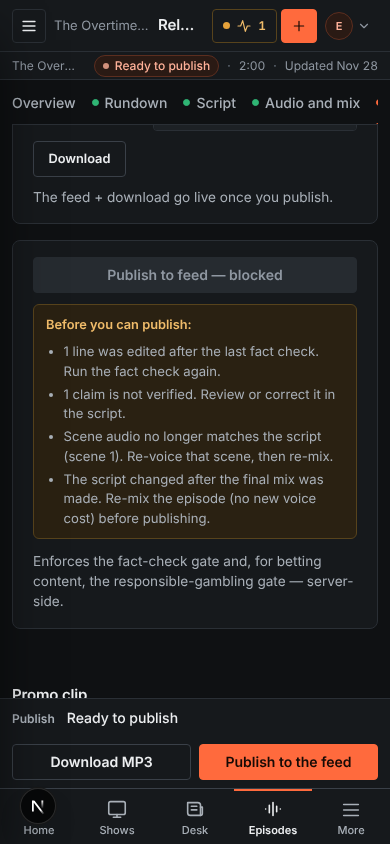 The Overtime... Rel... 1 + E
The Over... Ready to publish · 2:00 · Updated Nov 28
Overview Rundown Script Audio and mix
Download
The feed + download go live once you publish.
Publish to feed — blocked
Before you can publish:
• 1 line was edited after the last fact check.
Run the fact check again.
• 1 claim is not verified. Review or correct it in
the script.
• Scene audio no longer matches the script
(scene 1). Re-voice that scene, then re-mix.
• The script changed after the final mix was
made. Re-mix the episode (no new voice
cost) before publishing.
Enforces the fact-check gate and, for betting
content, the responsible-gambling gate — server-
side.
Promo clip
Publish Ready to publish
Download MP3 Publish to the feed
N
Home Shows Desk Episodes More